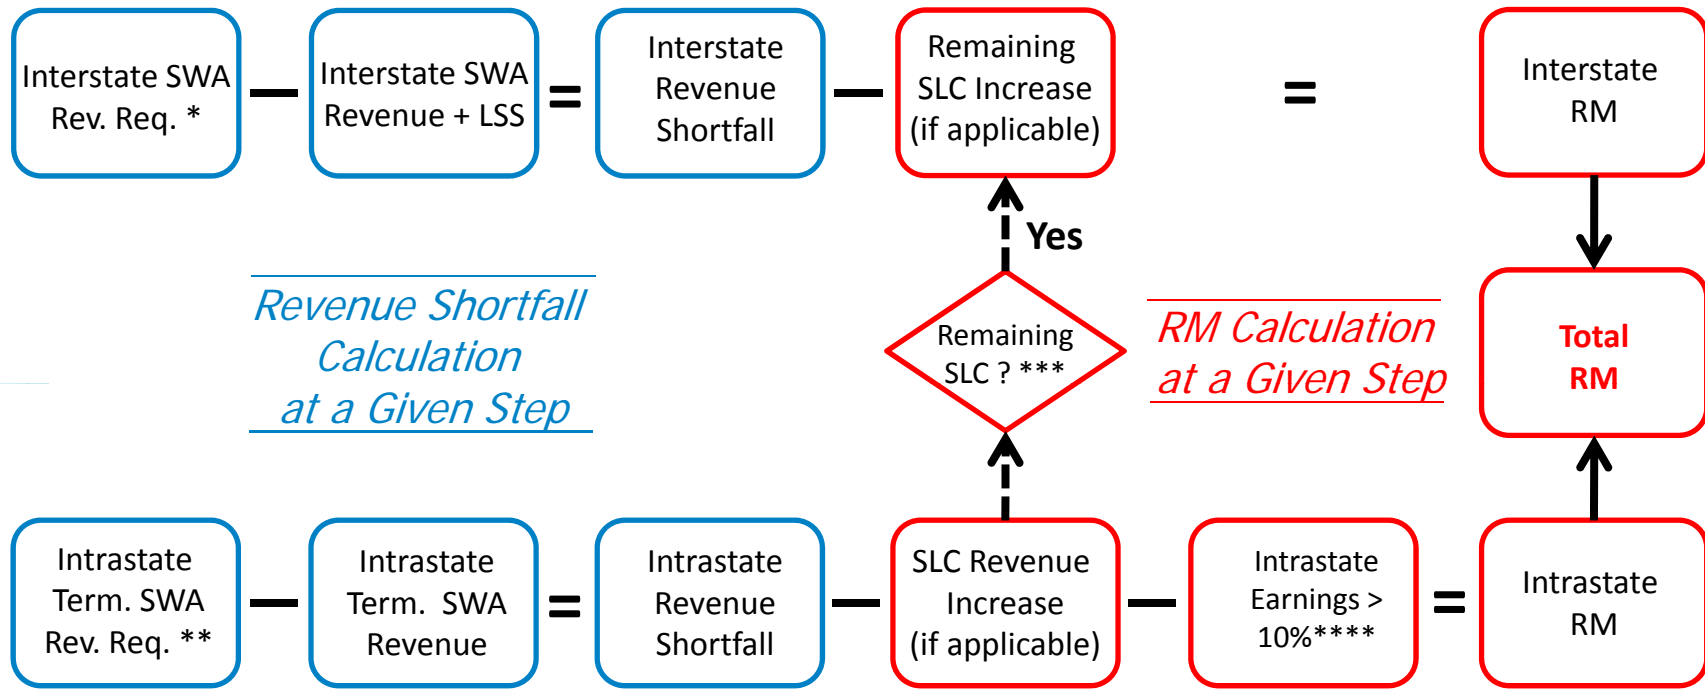 Interstate SWA
Rev. Req. *
—
Interstate SWA
Revenue + LSS
=
Interstate
Revenue
Shortfall
—
Remaining
SLC Increase
(if applicable)
=
Interstate
RM
Yes
Revenue Shortfall
Calculation
at a Given Step
Remaining
SLC ? ***
RM Calculation
at a Given Step
Total
RM
Intrastate
Term. SWA
Rev. Req. **
—
Intrastate
Term. SWA
Revenue
=
Intrastate
Revenue
Shortfall
—
SLC Revenue
Increase
(if applicable)
—
Intrastate
Earnings >
10%****
=
Intrastate
RM